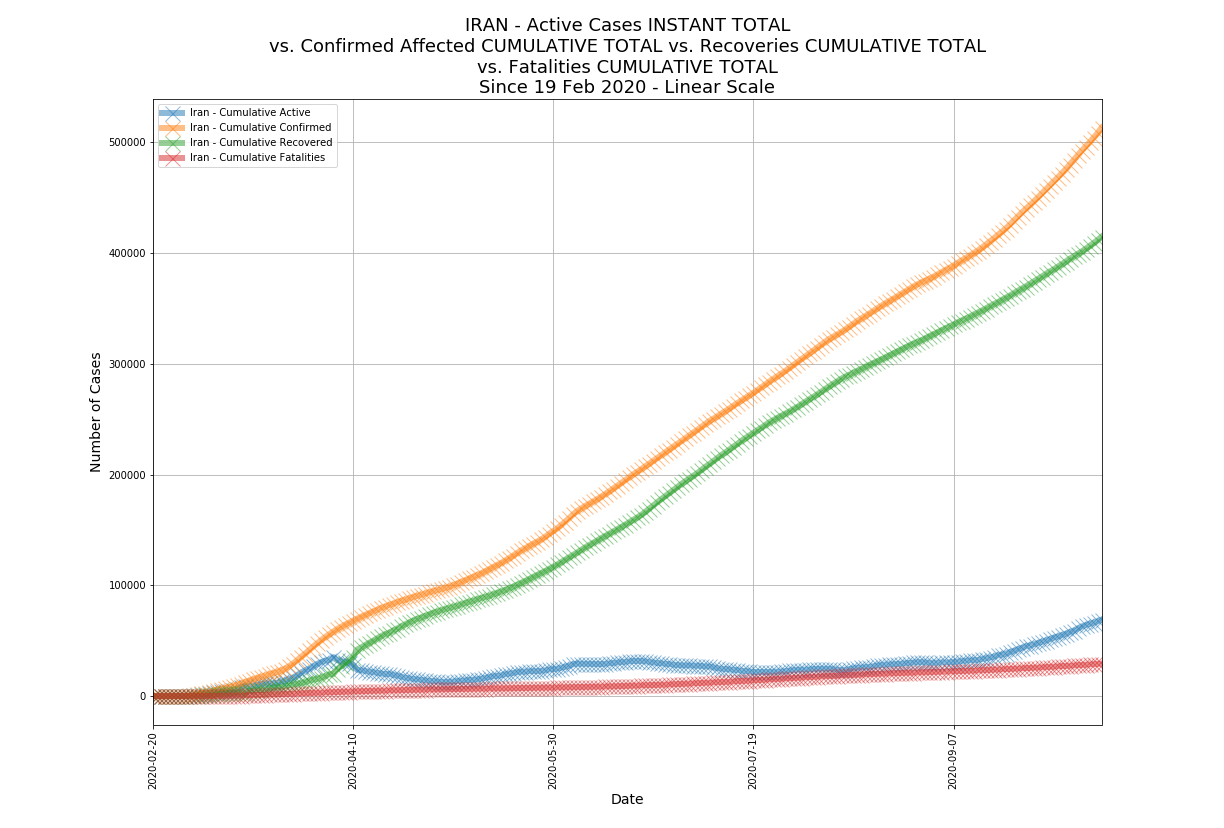 IRAN - Active Cases INSTANT TOTAL
vs. Confirmed Affected CUMULATIVE TOTAL vs. Recoveries CUMULATIVE TOTAL
vs. Fatalities CUMULATIVE TOTAL
Since 19 Feb 2020 - Linear Scale
Iran - Cumulative Active
Iran - Cumulative Confirmed
Iran - Cumulative Recovered
Iran - Cumulative Fatalities
Number of Cases
500000
400000
300000
200000
100000
0
2020-02-20
2020-04-10
2020-05-30
2020-07-19
2020-09-07
Date